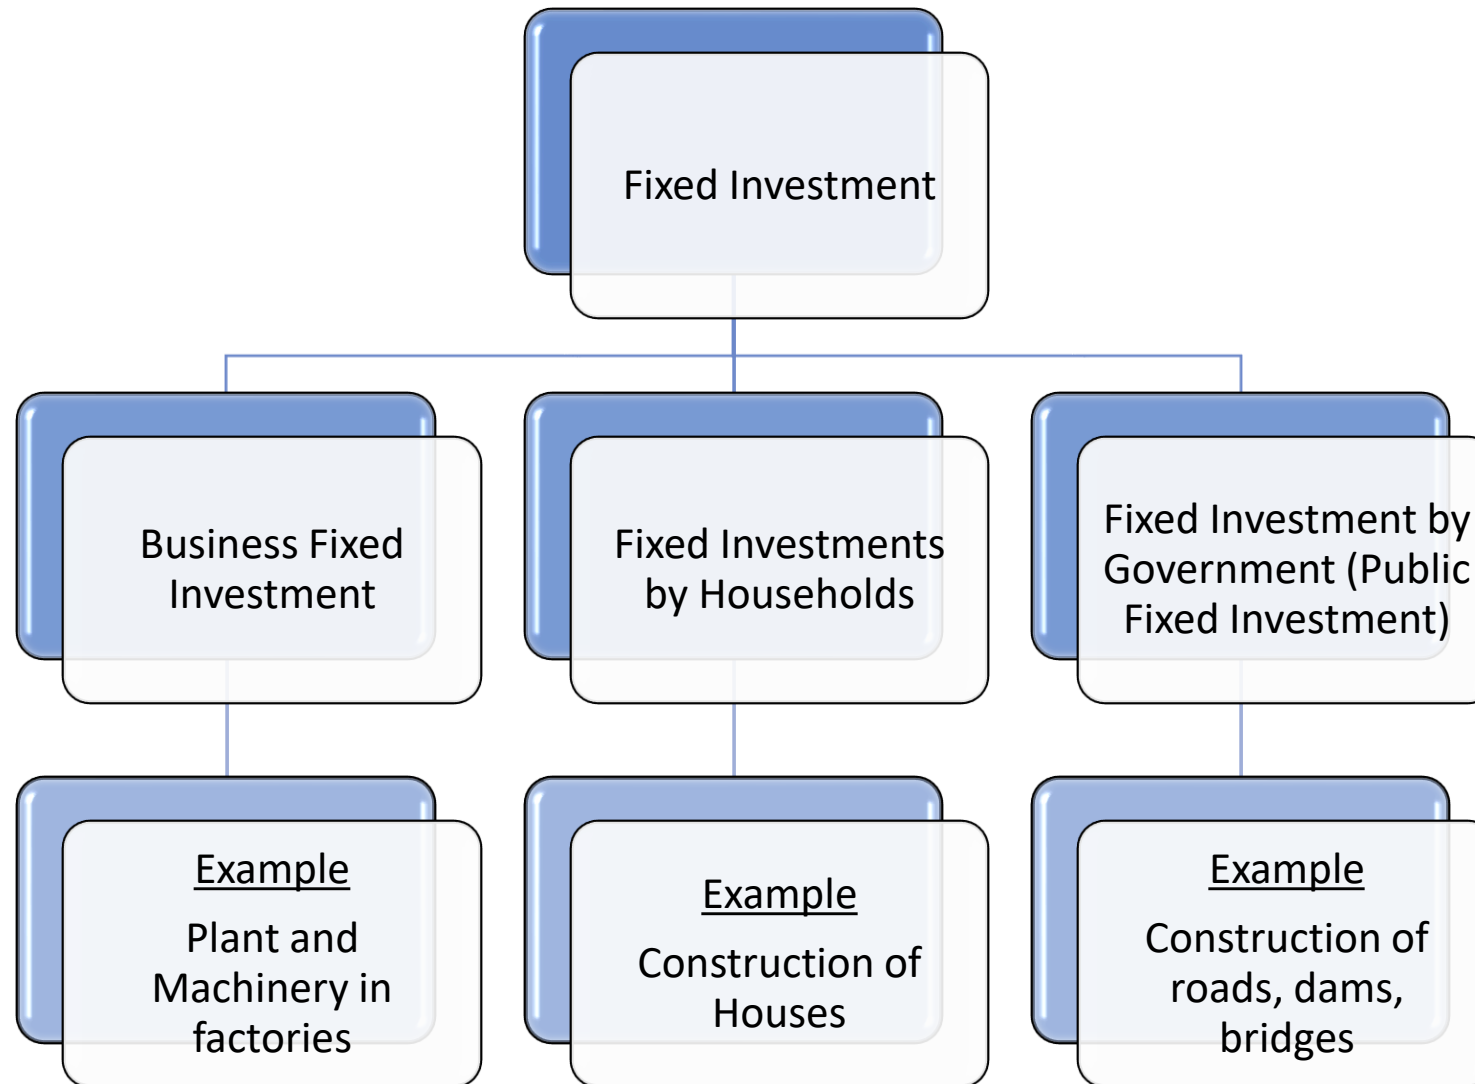 Fixed Investment
Business Fixed
Investment
Fixed Investments
by Households
Fixed Investment by
Government (Public
Fixed Investment)
Example
Plant and
Machinery in
factories
Example
Construction of
Houses
Example
Construction of
roads, dams,
bridges